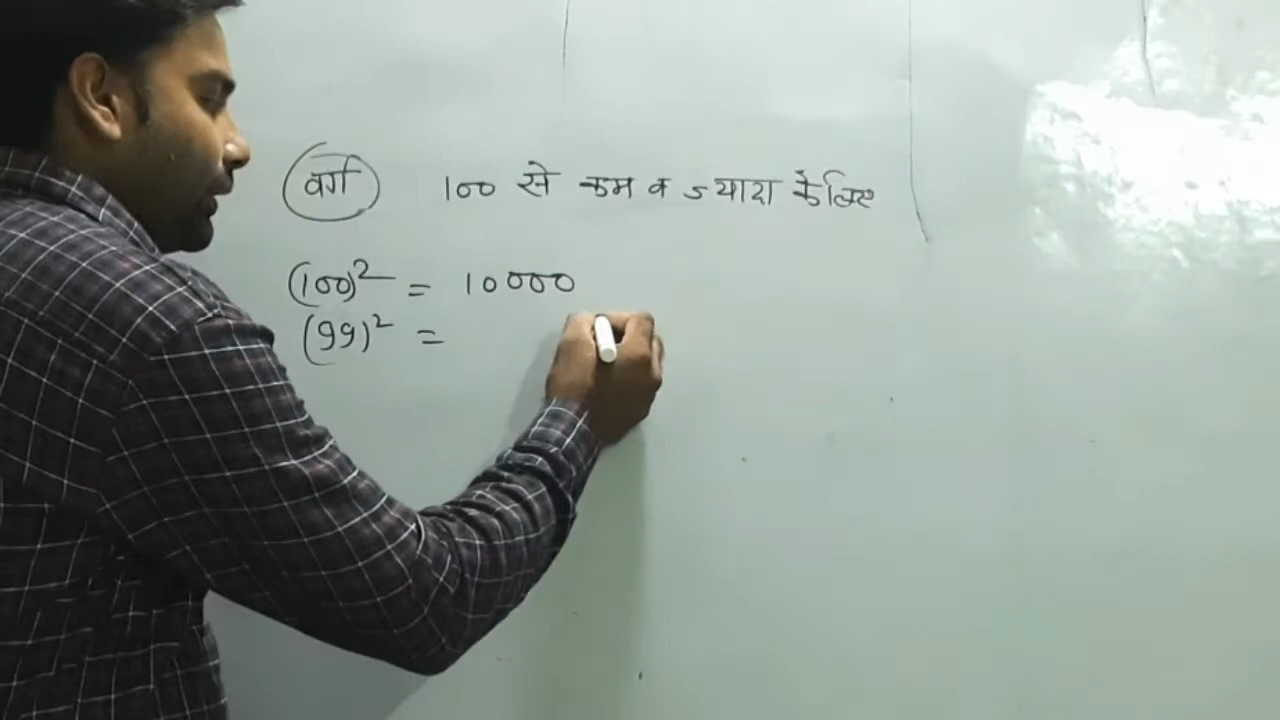 वर्ग 100 से कम व ज्यादा के लिए
(100)² = 10000
(99)² =